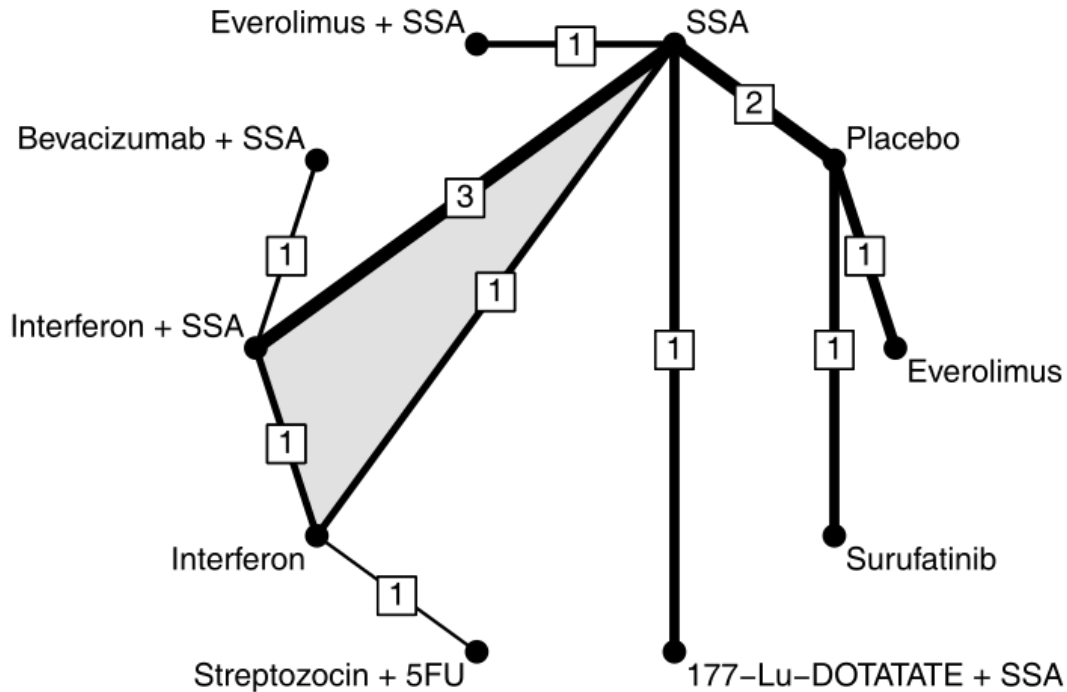 Everolimus + SSA
SSA
1
2
Bevacizumab + SSA
Placebo
3
1
1
1
Interferon + SSA
1
1
Everolimus
1
Interferon
Surufatinib
1
Streptozocin + 5FU
177-Lu-DOTATATE + SSA